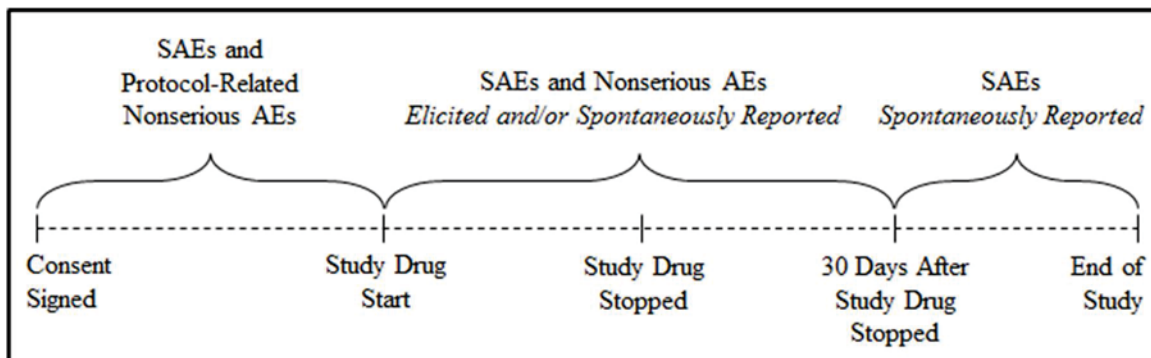 SAEs and
Protocol-Related
Nonserious AEs
SAEs and Nonserious AEs
Elicited and/or Spontaneously Reported
SAEs
Spontaneously Reported
Consent
Signed
Study Drug
Start
Study Drug
Stopped
30 Days After
Study Drug
Stopped
End of
Study